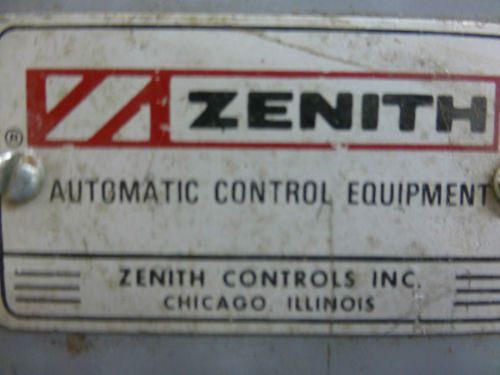 ZENITH
®
AUTOMATIC CONTROL EQUIPMENT
ZENITH CONTROLS INC.
CHICAGO, ILLINOIS